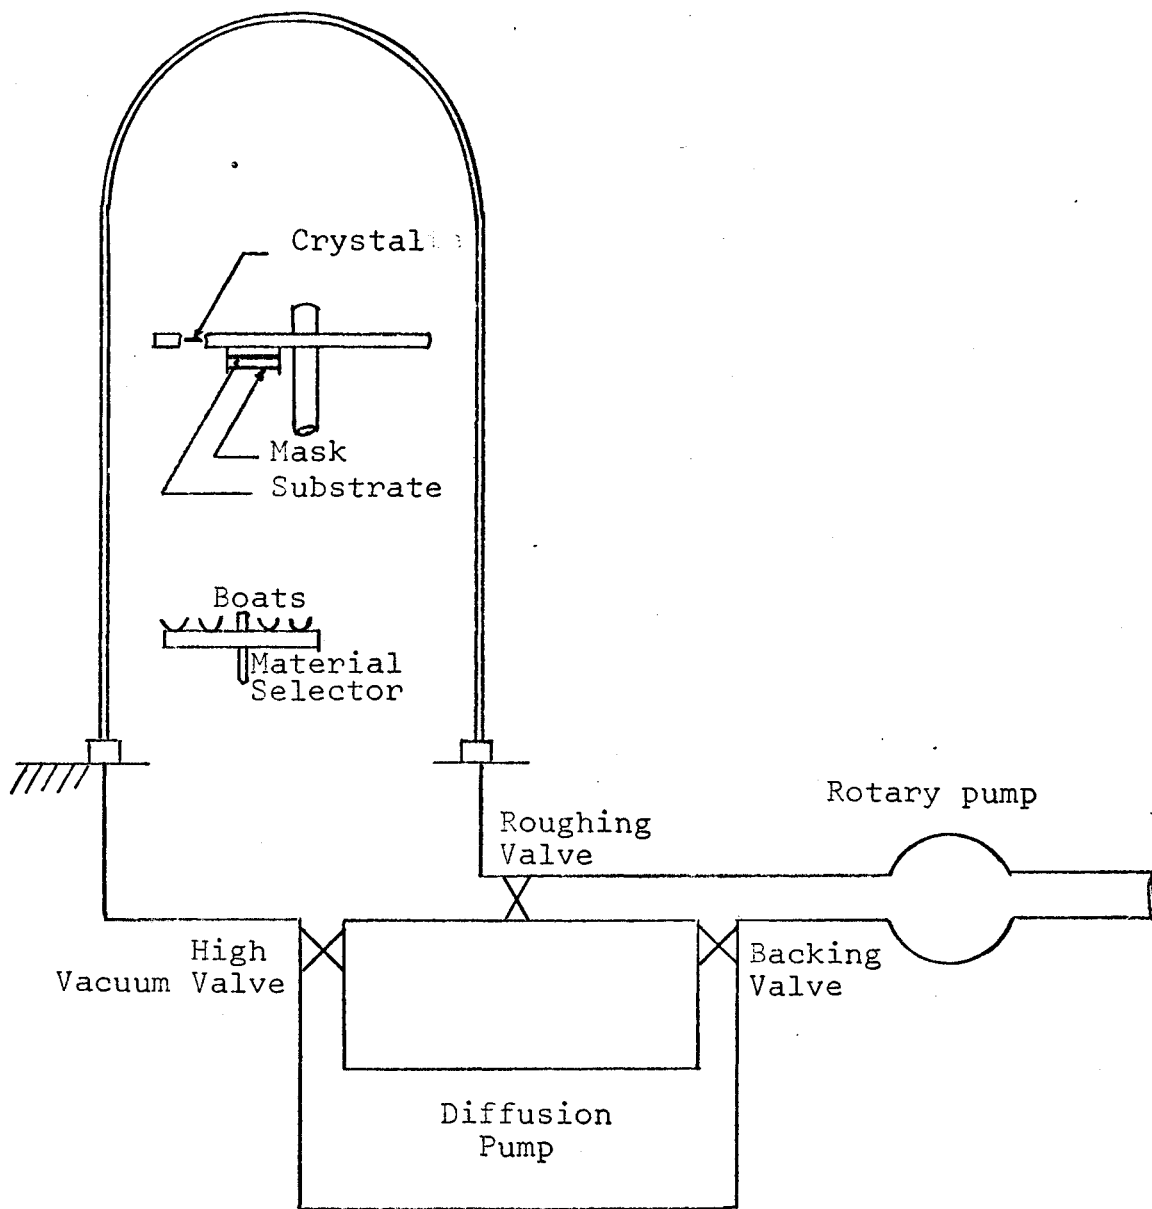 Crystal
Mask
Substrate
Boats
Material
Selector
Rotary pump
Roughing
Valve
High
Vacuum Valve
Backing
Valve
Diffusion
Pump